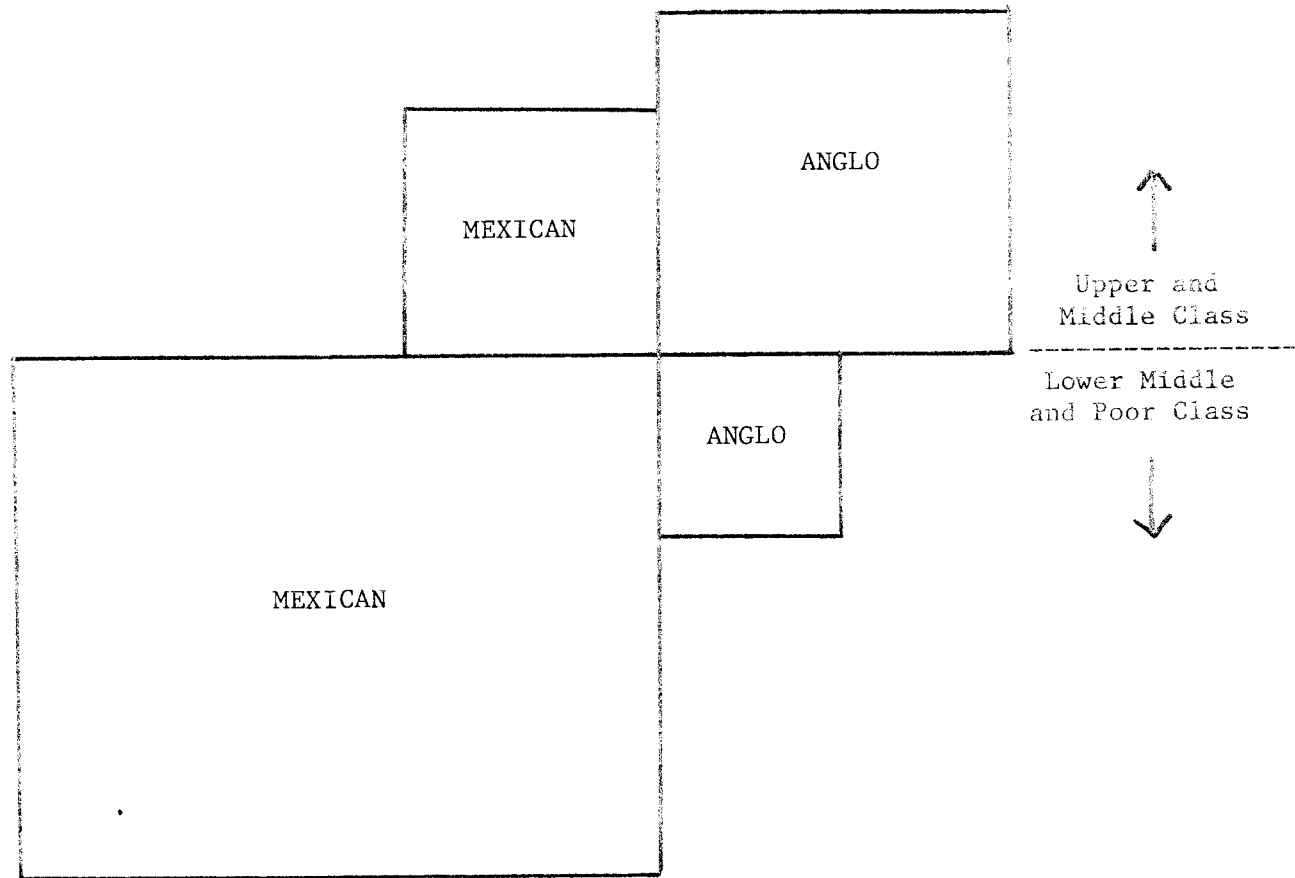 ANGLO
MEXICAN
Upper and
Middle Class
Lower Middle
and Poor Class
ANGLO
MEXICAN